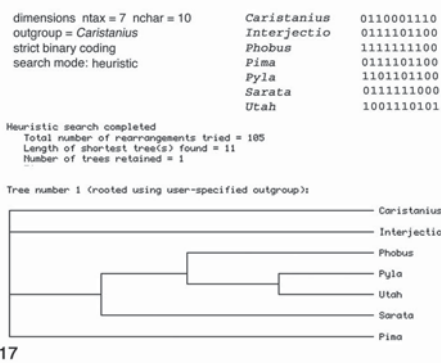 dimensions ntax = 7 nchar = 10
outgroup = Caristanius
strict binary coding
search mode: heuristic
Caristanius 0110001110
Interjectio 0111101100
Phobus 1111111100
Pima 0111101100
Pyla 1101101100
Sarata 0111111000
Utah 1001110101
Heuristic search completed
Total number of rearrangements tried = 105
Length of shortest tree(s) found = 11
Number of trees retained = 1
Tree number 1 (rooted using user-specified outgroup):
Caristanius
Interjectio
Phobus
Pyla
Utah
Sarata
Pima
17